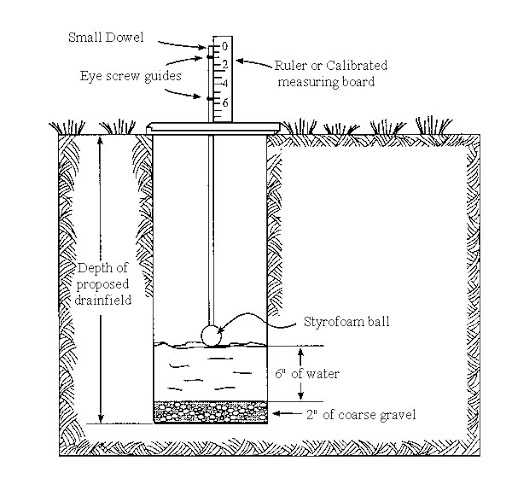 Small Dowel
Eye screw guides
0
2
4
6
Ruler or Calibrated
measuring board
Depth of
proposed
drainfield
Styrofoam ball
6" of water
2" of coarse gravel